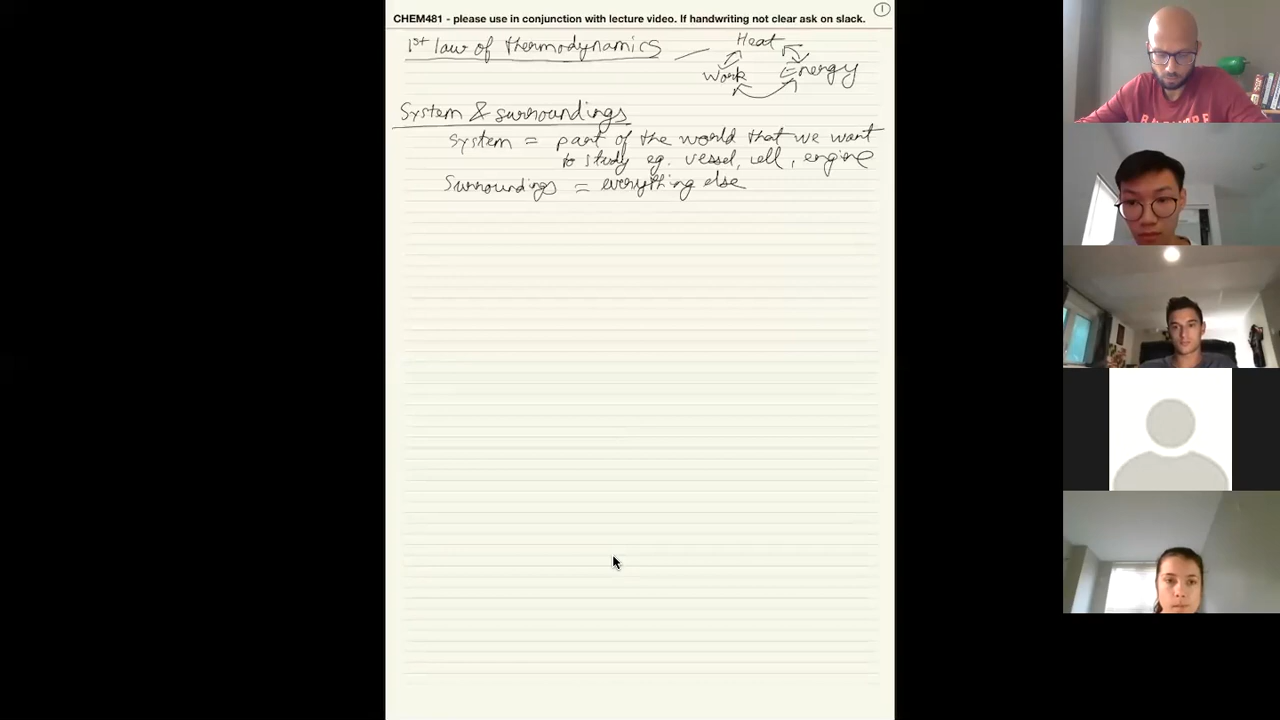 CHEM481 - please use in conjunction with lecture video. If handwriting not clear ask on slack.
1
1st law of thermodynamics
Heat
Work Energy
System & surroundings
System = part of the world that we want
to study eg. vessel, cell, engine
Surroundings = everything else